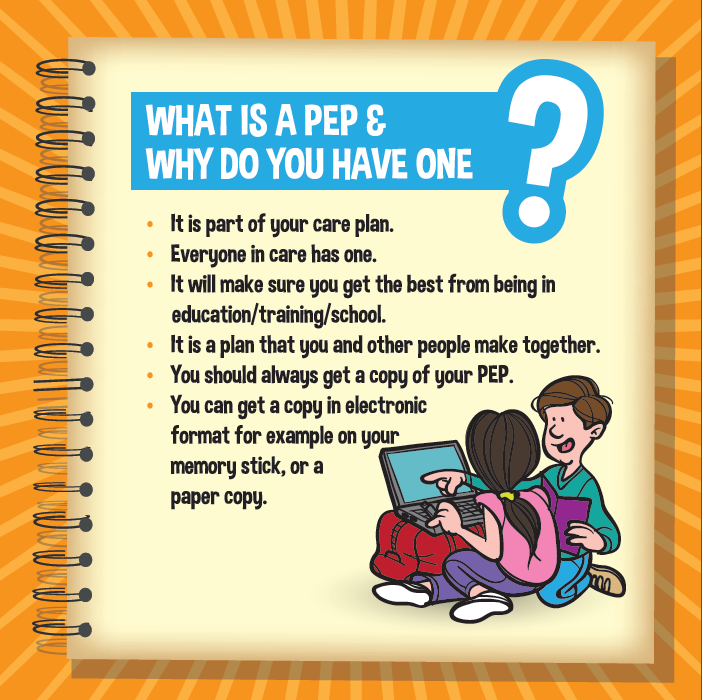 WHAT IS A PEP &
WHY DO YOU HAVE ONE
?
• It is part of your care plan.
• Everyone in care has one.
• It will make sure you get the best from being in
education/training/school.
• It is a plan that you and other people make together.
• You should always get a copy of your PEP.
• You can get a copy in electronic
format for example on your
memory stick, or a
paper copy.